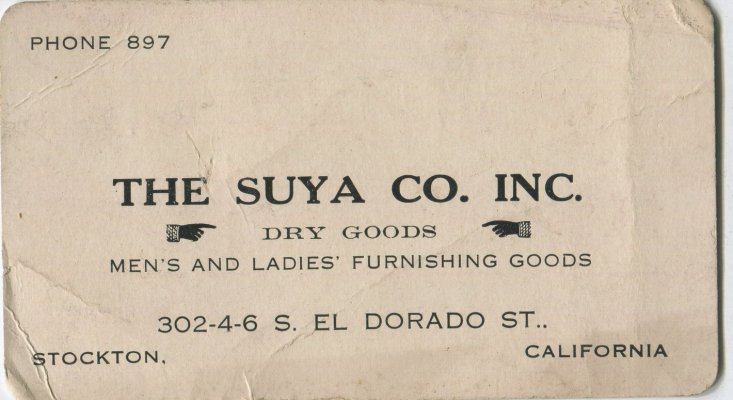 PHONE 897
THE SUYA CO. INC.
DRY GOODS
MEN'S AND LADIES' FURNISHING GOODS
302-4-6 S. EL DORADO ST..
STOCKTON, CALIFORNIA